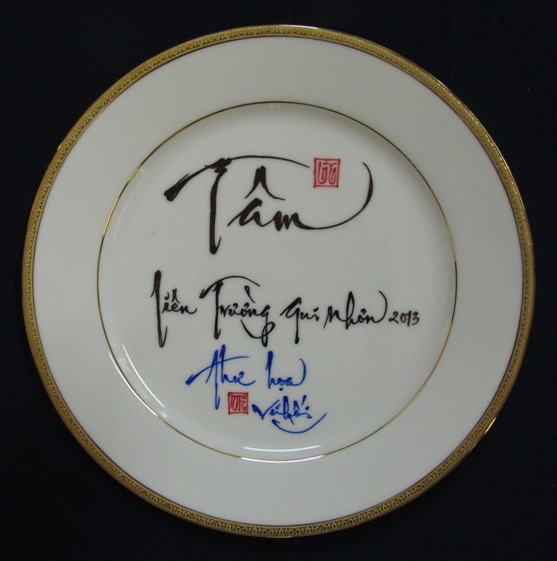 Tâm
Liên Trường Qui Nhơn 2013
thư họa